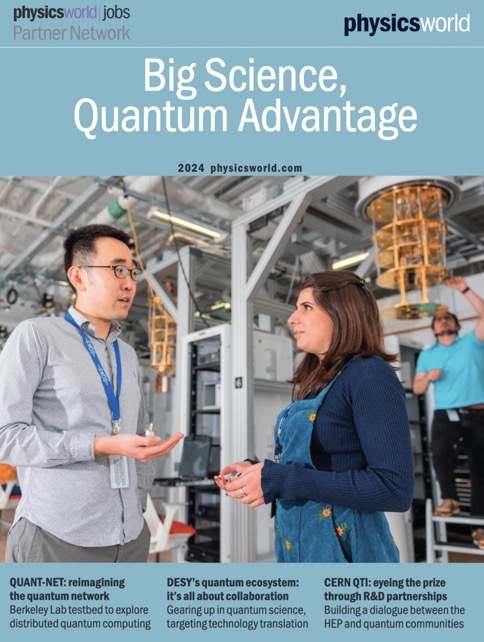 physicsworld|jobs
Partner Network
physicsworld
Big Science,
Quantum Advantage
2024 physicsworld.com
QUANT-NET: reimagining
the quantum network
Berkeley Lab testbed to explore
distributed quantum computing
DESY’s quantum ecosystem:
it’s all about collaboration
Gearing up in quantum science,
targeting technology translation
CERN QTI: eyeing the prize
through R&D partnerships
Building a dialogue between the
HEP and quantum communities